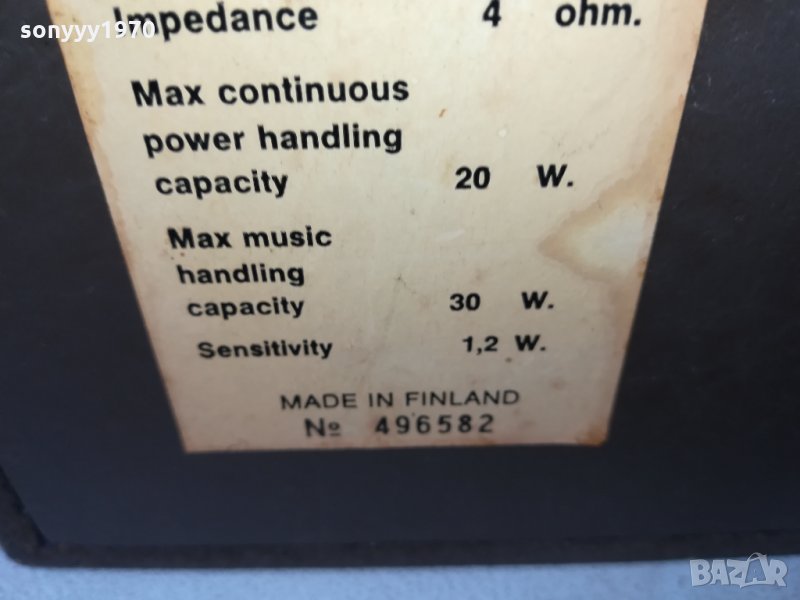 sonyyy1970
Impedance 4 ohm.
Max continuous
power handling
capacity 20 W.
Max music
handling
capacity 30 W.
Sensitivity 1,2 W.
MADE IN FINLAND
№ 496582
BAZAR